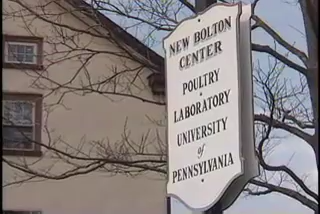 NEW BOLTON
CENTER
POULTRY
LABORATORY
UNIVERSITY
of
PENNSYLVANIA